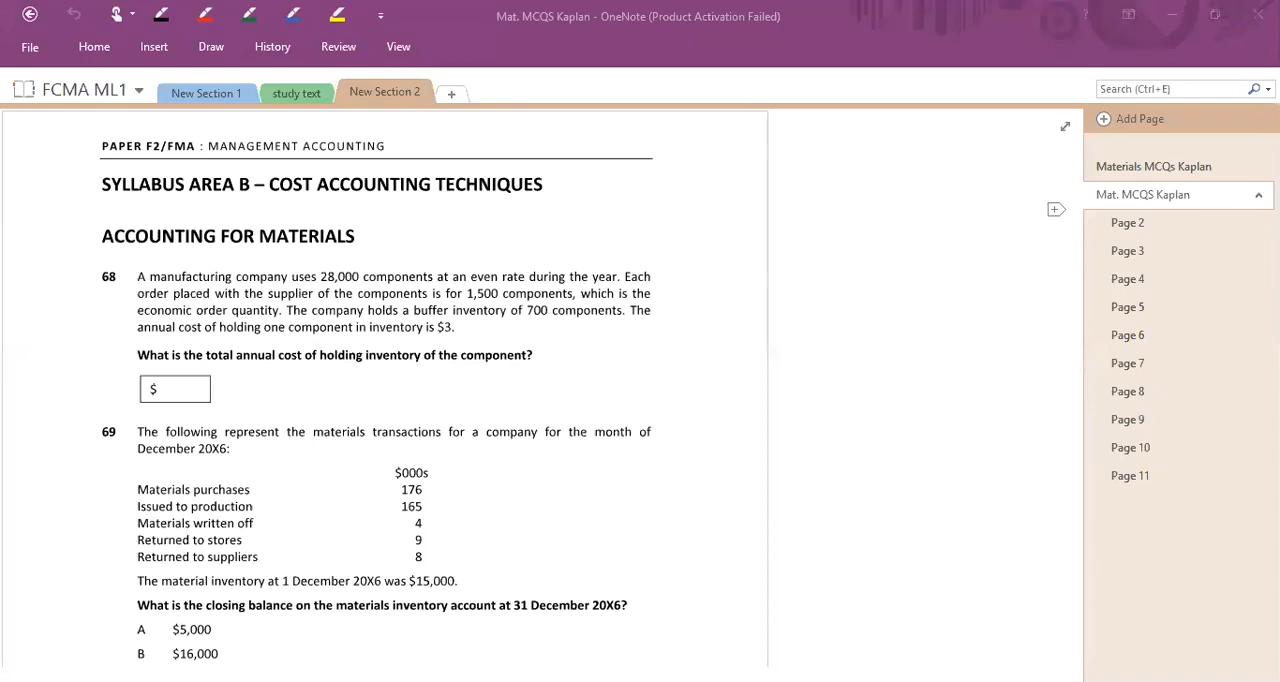 Mat. MCQS Kaplan - OneNote (Product Activation Failed)
?
File Home Insert Draw History Review View
FCMA ML1 New Section 1 study text New Section 2 +
Search (Ctrl+E)
Add Page
Materials MCQs Kaplan
Mat. MCQS Kaplan
Page 2
Page 3
Page 4
Page 5
Page 6
Page 7
Page 8
Page 9
Page 10
Page 11
PAPER F2/FMA : MANAGEMENT ACCOUNTING
SYLLABUS AREA B – COST ACCOUNTING TECHNIQUES
ACCOUNTING FOR MATERIALS
68 A manufacturing company uses 28,000 components at an even rate during the year. Each
order placed with the supplier of the components is for 1,500 components, which is the
economic order quantity. The company holds a buffer inventory of 700 components. The
annual cost of holding one component in inventory is $3.
What is the total annual cost of holding inventory of the component?
$
69 The following represent the materials transactions for a company for the month of
December 20X6:
$000s
Materials purchases 176
Issued to production 165
Materials written off 4
Returned to stores 9
Returned to suppliers 8
The material inventory at 1 December 20X6 was $15,000.
What is the closing balance on the materials inventory account at 31 December 20X6?
A $5,000
B $16,000